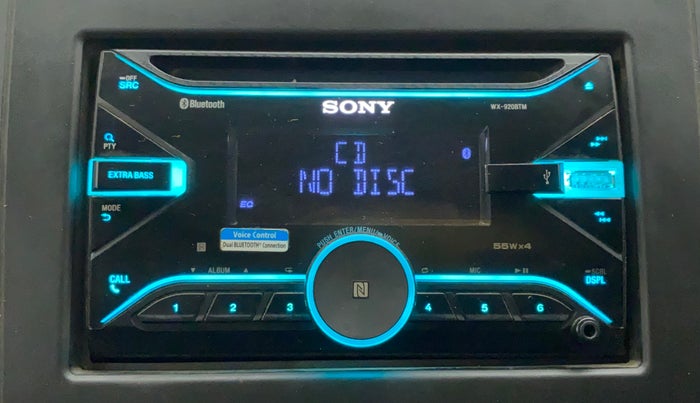 OFF
SRC
Bluetooth
SONY
WX-920BTM
PTY
CD
NO DISC
EXTRA BASS
EQ
MODE
Voice Control
Dual BLUETOOTH® Connection
PUSH ENTER/MENU/ VOICE
55W×4
CALL
ALBUM
MIC
SCRL
DSPL
1
2
3
4
5
6